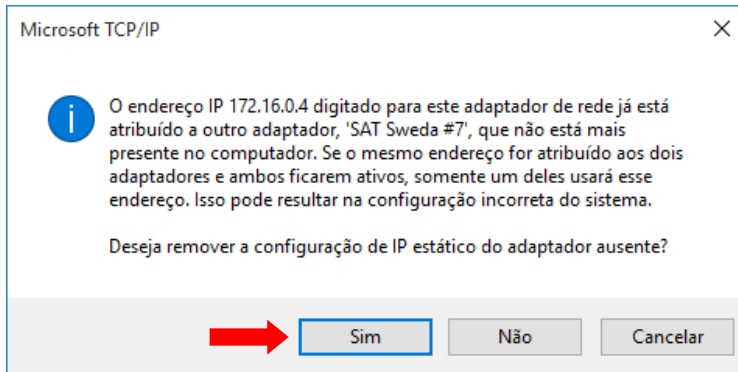 Microsoft TCP/IP
O endereço IP 172.16.0.4 digitado para este adaptador de rede já está
atribuído a outro adaptador, 'SAT Sweda #7', que não está mais
presente no computador. Se o mesmo endereço for atribuído aos dois
adaptadores e ambos ficarem ativos, somente um deles usará esse
endereço. Isso pode resultar na configuração incorreta do sistema.
Deseja remover a configuração de IP estático do adaptador ausente?
Sim Não Cancelar